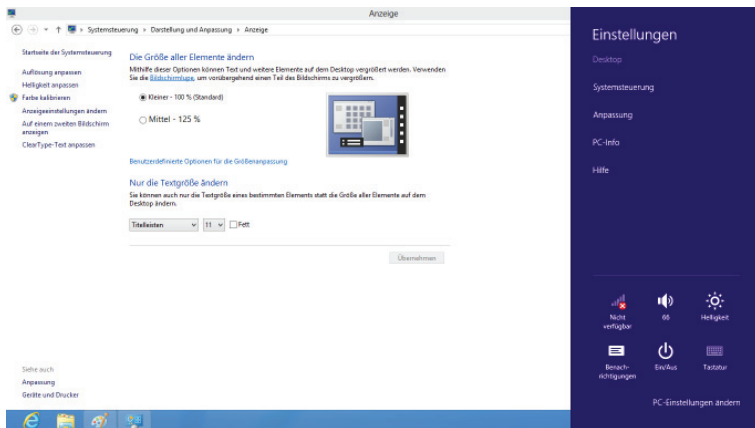 Anzeige
Systemsteuerung
Darstellung und Anpassung
Anzeige
Startseite der Systemsteuerung
Auflösung anpassen
Helligkeit anpassen
Farbe kalibrieren
Anzeigeeinstellungen ändern
Auf einem zweiten Bildschirm
anzeigen
ClearType-Text anpassen
Die Größe aller Elemente ändern
Mithilfe dieser Optionen können Text und weitere Elemente auf dem Desktop vergrößert werden. Verwenden
Sie die Bildschirmlupe, um vorübergehend einen Teil des Bildschirms zu vergrößern.
Kleiner - 100 % (Standard)
Mittel - 125 %
Benutzerdefinierte Optionen für die Größenanpassung
Nur die Textgröße ändern
Sie können auch nur die Textgröße eines bestimmten Elements statt die Größe aller Elemente auf dem
Desktop ändern.
Titelleisten 11 Fett
Übernehmen
Siehe auch
Anpassung
Geräte und Drucker
Einstellungen
Desktop
Systemsteuerung
Anpassung
PC-Info
Hilfe
Nicht
verfügbar
66
Helligkeit
Benach-
richtigungen
Ein/Aus
Tastatur
PC-Einstellungen ändern